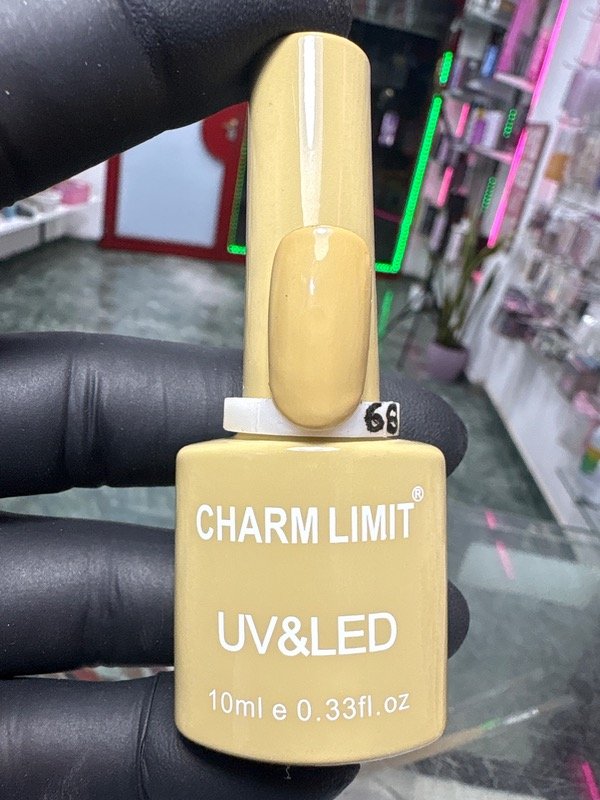 68
CHARM LIMIT®
UV&LED
10ml e 0.33fl.oz